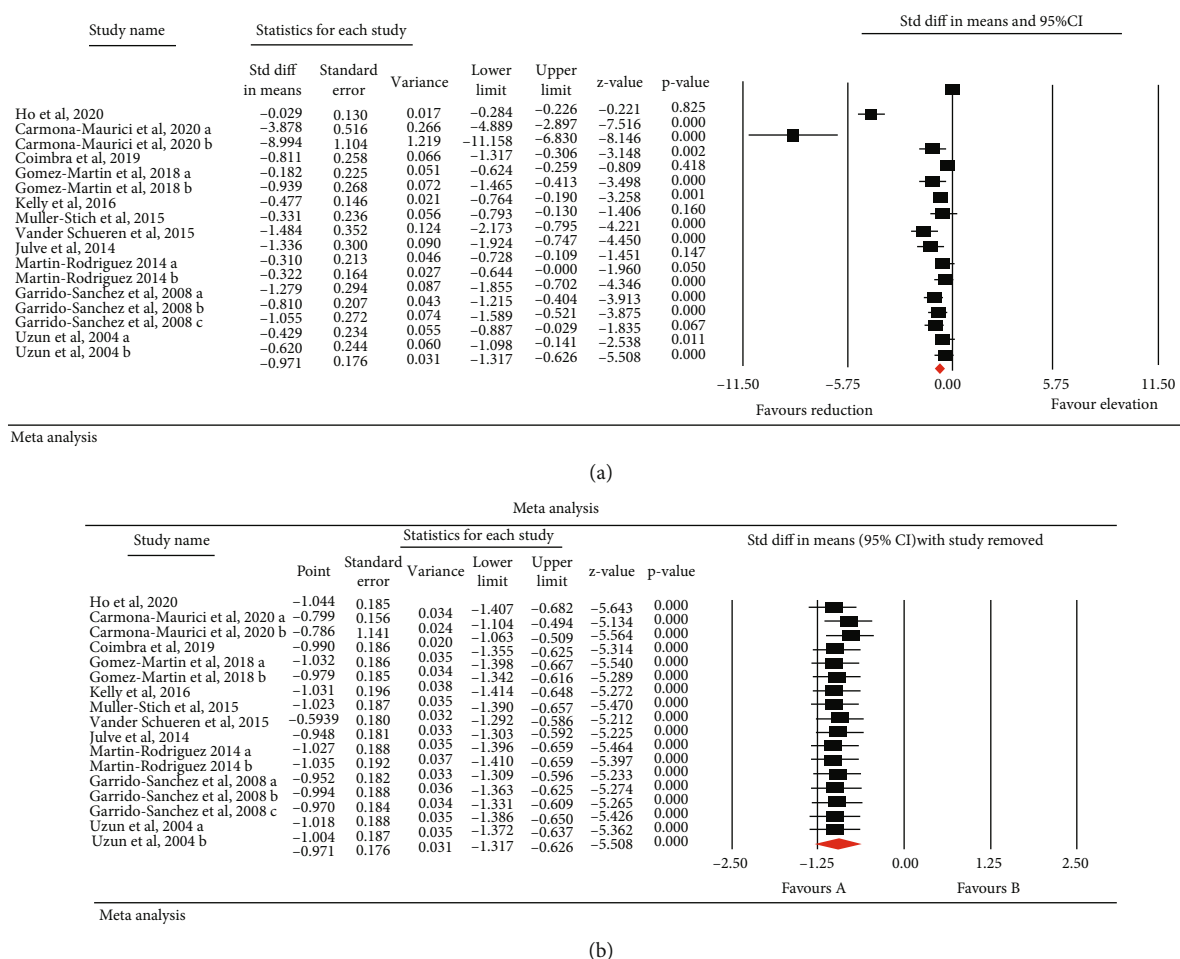 Study name Statistics for each study Std diff in means and 95%CI
Std diff in means Standard error Variance Lower limit Upper limit z-value p-value
Ho et al, 2020 −0.029 0.130 0.017 −0.284 −0.226 −0.221 0.825
Carmona-Maurici et al, 2020 a −3.878 0.516 0.266 −4.889 −2.897 −7.516 0.000
Carmona-Maurici et al, 2020 b −8.994 1.104 1.219 −11.158 −6.830 −8.146 0.000
Coimbra et al, 2019 −0.811 0.258 0.066 −1.317 −0.306 −3.148 0.002
Gomez-Martin et al, 2018 a −0.182 0.225 0.051 −0.624 −0.259 −0.809 0.418
Gomez-Martin et al, 2018 b −0.939 0.268 0.072 −1.465 −0.413 −3.498 0.000
Kelly et al, 2016 −0.477 0.146 0.021 −0.764 −0.190 −3.258 0.001
Muller-Stich et al, 2015 −0.331 0.236 0.056 −0.793 −0.130 −1.406 0.160
Vander Schueren et al, 2015 −1.484 0.352 0.124 −2.173 −0.795 −4.221 0.000
Julve et al, 2014 −1.336 0.300 0.090 −1.924 −0.747 −4.450 0.000
Martin-Rodriguez 2014 a −0.310 0.213 0.046 −0.728 −0.109 −1.451 0.147
Martin-Rodriguez 2014 b −0.322 0.164 0.027 −0.644 −0.000 −1.960 0.050
Garrido-Sanchez et al, 2008 a −1.279 0.294 0.087 −1.855 −0.702 −4.346 0.000
Garrido-Sanchez et al, 2008 b −0.810 0.207 0.043 −1.215 −0.404 −3.913 0.000
Garrido-Sanchez et al, 2008 c −1.055 0.272 0.074 −1.589 −0.521 −3.875 0.000
Uzun et al, 2004 a −0.429 0.234 0.055 −0.887 −0.029 −1.835 0.067
Uzun et al, 2004 b −0.620 0.244 0.060 −1.098 −0.141 −2.538 0.011
−0.971 0.176 0.031 −1.317 −0.626 −5.508 0.000
−11.50 −5.75 0.00 5.75 11.50
Favours reduction Favour elevation
Meta analysis
(a)
Meta analysis
Study name Statistics for each study Std diff in means (95% CI)with study removed
Point Standard error Variance Lower limit Upper limit z-value p-value
Ho et al, 2020 −1.044 0.185 0.034 −1.407 −0.682 −5.643 0.000
Carmona-Maurici et al, 2020 a −0.799 0.156 0.024 −1.104 −0.494 −5.134 0.000
Carmona-Maurici et al, 2020 b −0.786 1.141 0.020 −1.063 −0.509 −5.564 0.000
Coimbra et al, 2019 −0.990 0.186 0.035 −1.355 −0.625 −5.314 0.000
Gomez-Martin et al, 2018 a −1.032 0.186 0.034 −1.398 −0.667 −5.540 0.000
Gomez-Martin et al, 2018 b −0.979 0.185 0.038 −1.342 −0.616 −5.289 0.000
Kelly et al, 2016 −1.031 0.196 0.035 −1.414 −0.648 −5.272 0.000
Muller-Stich et al, 2015 −1.023 0.187 0.032 −1.390 −0.657 −5.470 0.000
Vander Schueren et al, 2015 −0.5939 0.180 0.033 −1.292 −0.586 −5.212 0.000
Julve et al, 2014 −0.948 0.181 0.035 −1.303 −0.592 −5.225 0.000
Martin-Rodriguez 2014 a −1.027 0.188 0.037 −1.396 −0.659 −5.464 0.000
Martin-Rodriguez 2014 b −1.035 0.192 0.033 −1.410 −0.659 −5.397 0.000
Garrido-Sanchez et al, 2008 a −0.952 0.182 0.036 −1.309 −0.596 −5.233 0.000
Garrido-Sanchez et al, 2008 b −0.994 0.188 0.034 −1.363 −0.625 −5.274 0.000
Garrido-Sanchez et al, 2008 c −0.970 0.184 0.035 −1.331 −0.609 −5.265 0.000
Uzun et al, 2004 a −1.018 0.188 0.035 −1.386 −0.650 −5.426 0.000
Uzun et al, 2004 b −1.004 0.187 0.031 −1.372 −0.637 −5.362 0.000
−0.971 0.176 −1.317 −0.626 −5.508
−2.50 −1.25 0.00 1.25 2.50
Favours A Favours B
Meta analysis
(b)